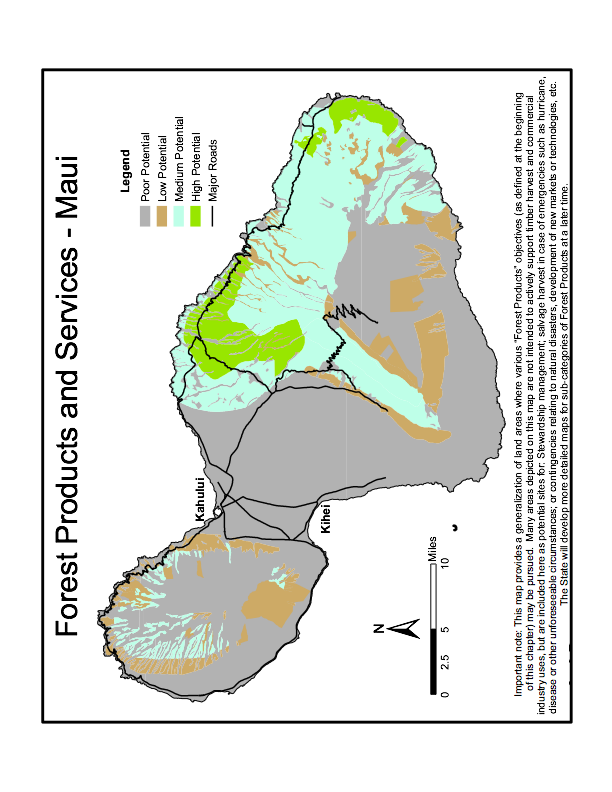 Forest Products and Services - Maui
Legend
Poor Potential
Low Potential
Medium Potential
High Potential
Major Roads
Kahului
Kihei
N
0 2.5 5 10
Miles
Important note: This map provides a generalization of land areas where various "Forest Products" objectives (as defined at the beginning
of this chapter) may be pursued. Many areas depicted on this map are not intended to actively support timber harvest and commercial
industry uses, but are included here as potential sites for: Stewardship management; salvage harvest in case of emergencies such as hurricane,
disease or other unforeseeable circumstances; or contingencies relating to natural disasters, development of new markets or technologies, etc.
The State will develop more detailed maps for sub-categories of Forest Products at a later time.